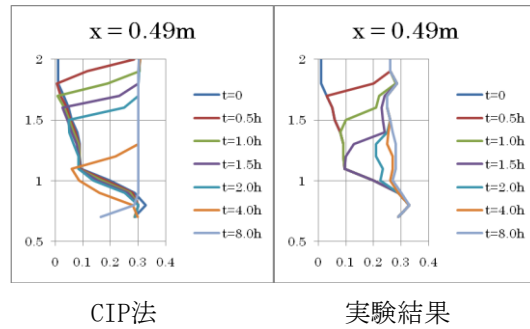 x = 0.49m
2
1.5
1
0.5
0 0.1 0.2 0.3 0.4
t=0
t=0.5h
t=1.0h
t=1.5h
t=2.0h
t=4.0h
t=8.0h
CIP法
x = 0.49m
2
1.5
1
0.5
0 0.1 0.2 0.3 0.4
t=0
t=0.5h
t=1.0h
t=1.5h
t=2.0h
t=4.0h
t=8.0h
実験結果